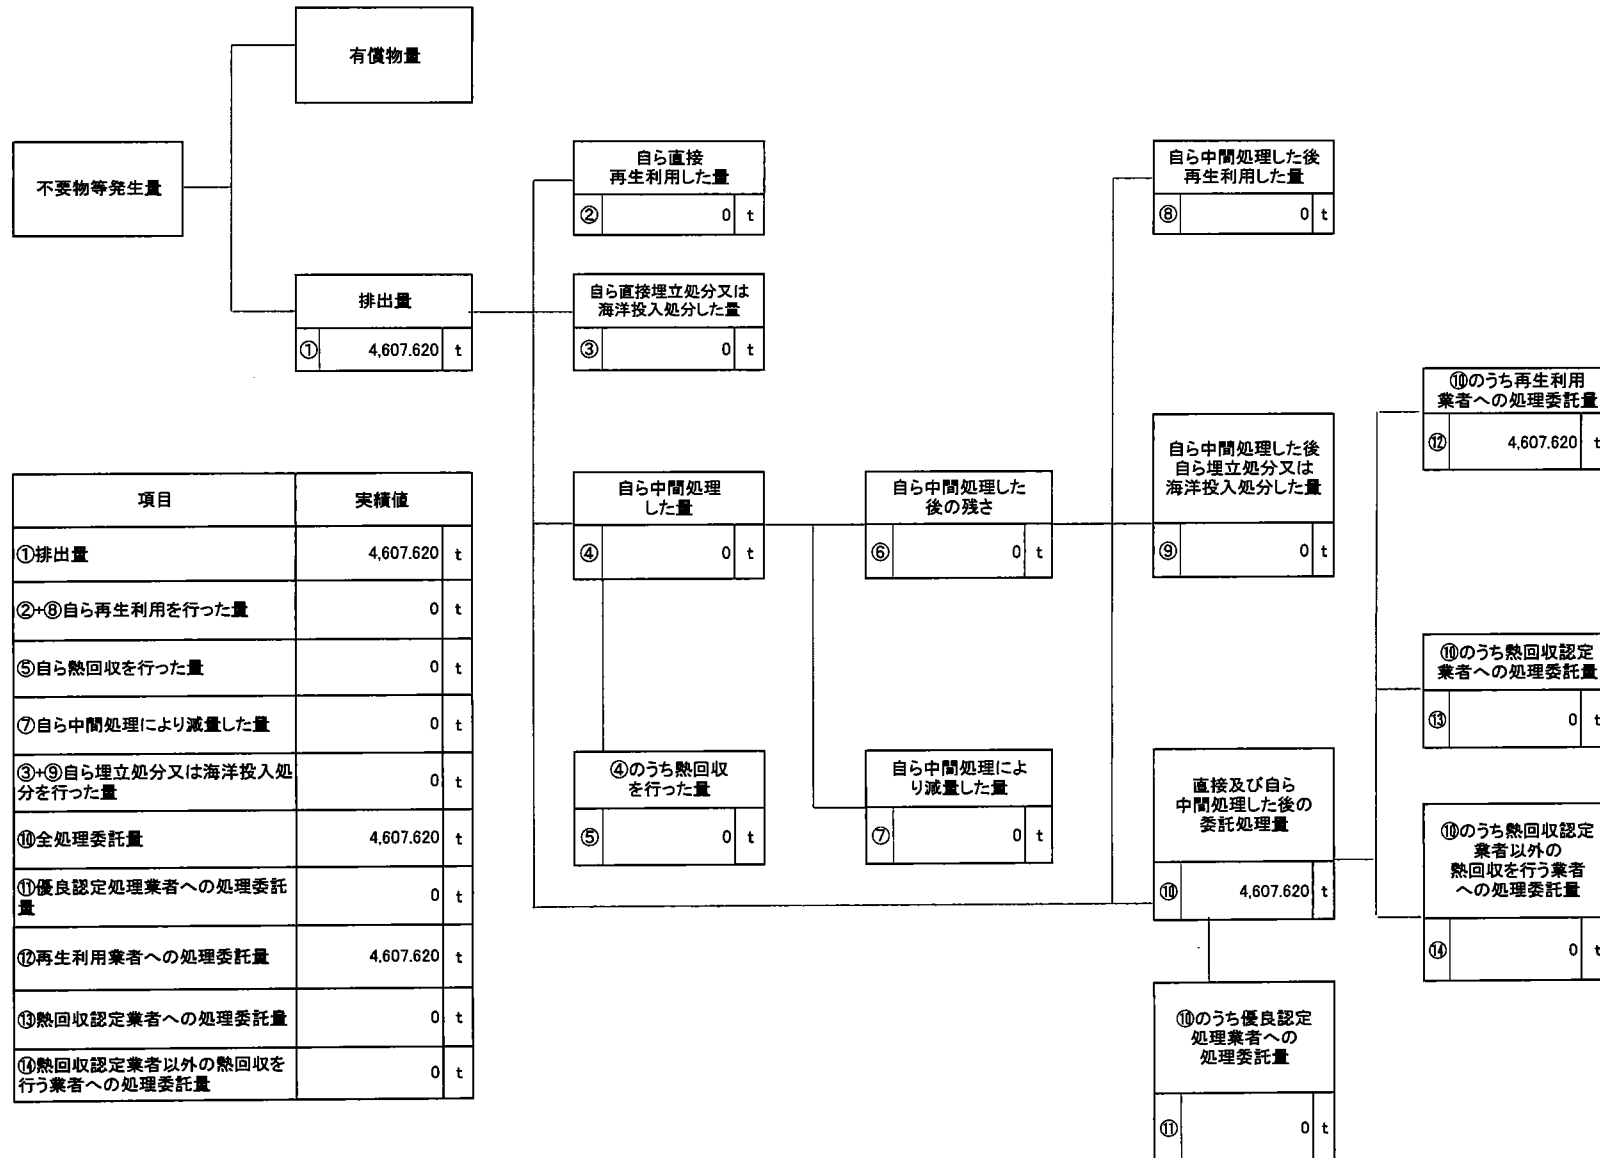 有償物量
不要物等発生量
排出量
① 4,607.620 t
自ら直接
再生利用した量
② 0 t
自ら直接埋立処分又は
海洋投入処分した量
③ 0 t
自ら中間処理
した量
④ 0 t
④のうち熱回収
を行った量
⑤ 0 t
自ら中間処理した
後の残さ
⑥ 0 t
自ら中間処理によ
り減量した量
⑦ 0 t
自ら中間処理した後
再生利用した量
⑧ 0 t
自ら中間処理した後
自ら埋立処分又は
海洋投入処分した量
⑨ 0 t
直接及び自ら
中間処理した後の
委託処理量
⑩ 4,607.620 t
⑩のうち優良認定
処理業者への
処理委託量
⑪ 0 t
⑩のうち再生利用
業者への処理委託量
⑫ 4,607.620 t
⑩のうち熱回収認定
業者への処理委託量
⑬ 0 t
⑩のうち熱回収認定
業者以外の
熱回収を行う業者
への処理委託量
⑭ 0 t
項目 実績値
①排出量 4,607.620 t
②+⑧自ら再生利用を行った量 0 t
⑤自ら熱回収を行った量 0 t
⑦自ら中間処理により減量した量 0 t
③+⑨自ら埋立処分又は海洋投入処
分を行った量 0 t
⑩全処理委託量 4,607.620 t
⑪優良認定処理業者への処理委託
量 0 t
⑫再生利用業者への処理委託量 4,607.620 t
⑬熱回収認定業者への処理委託量 0 t
⑭熱回収認定業者以外の熱回収を
行う業者への処理委託量 0 t